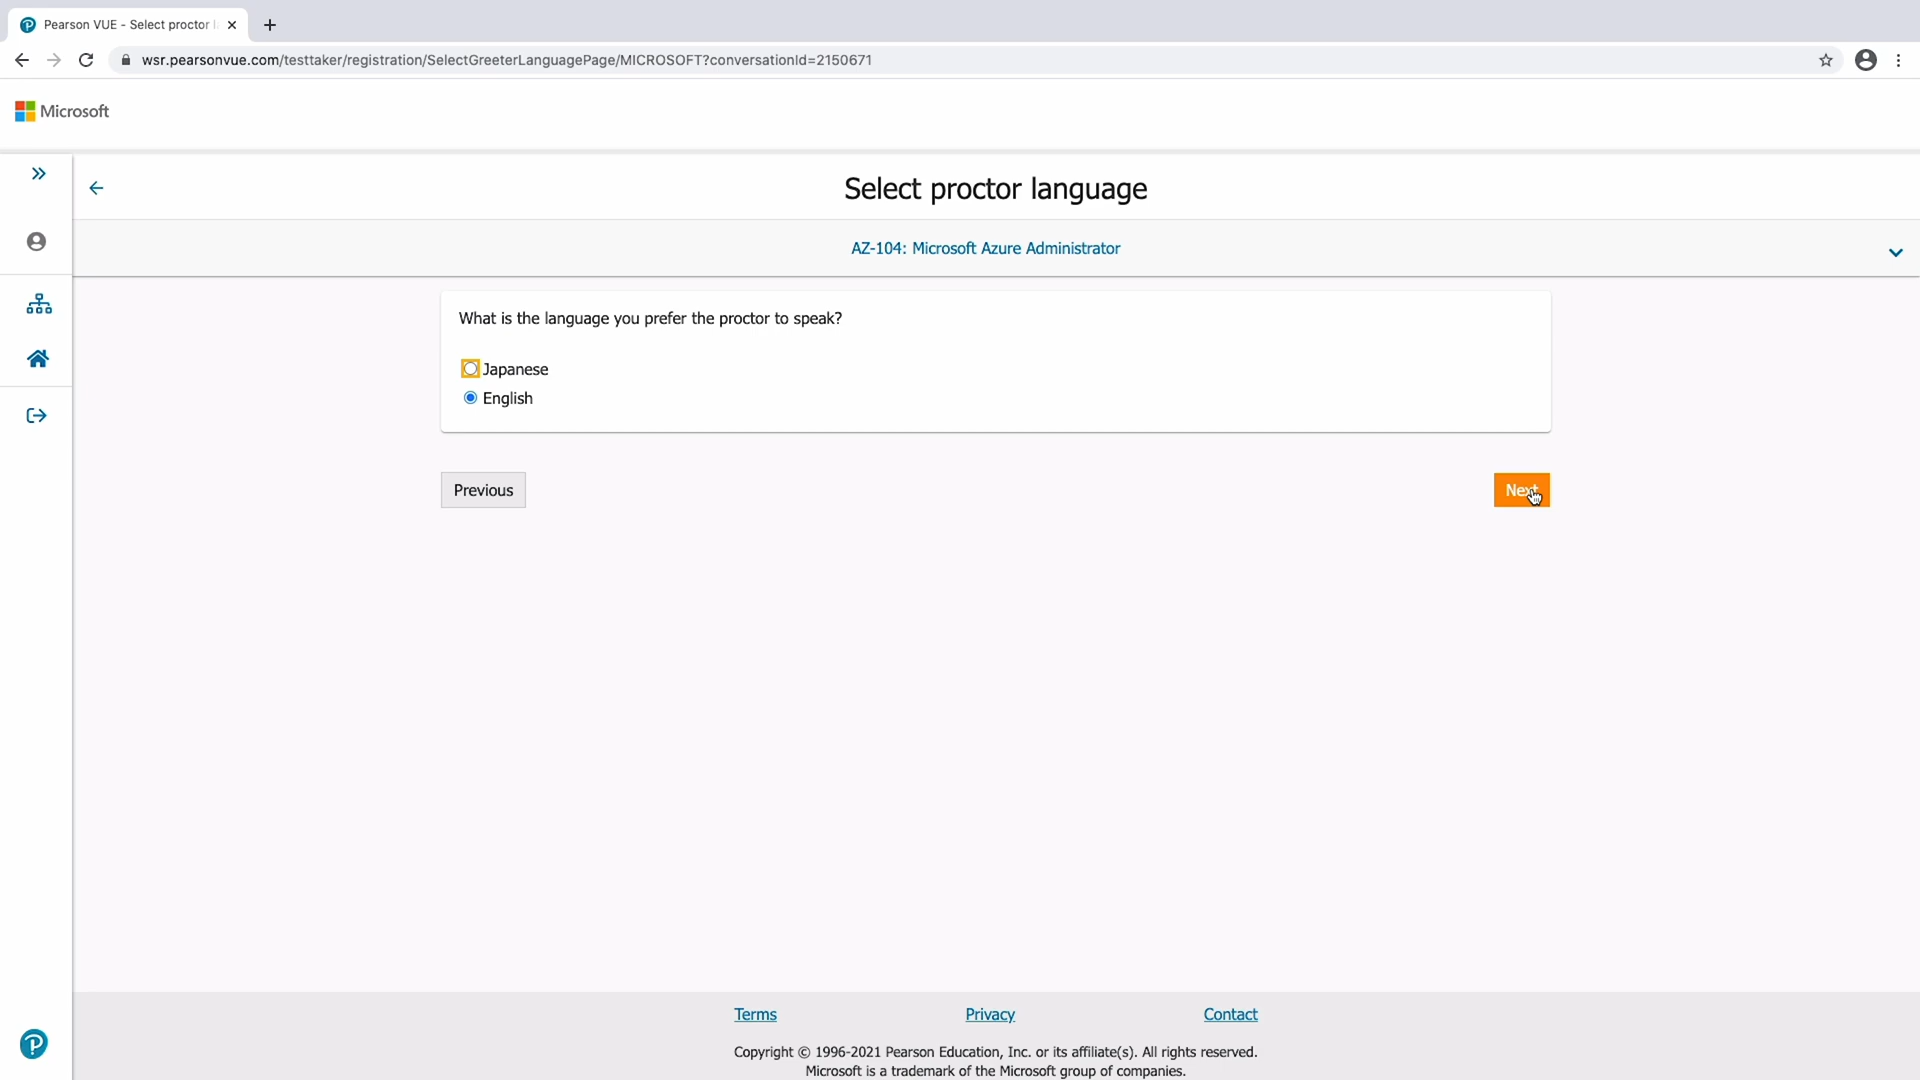 Pearson VUE - Select proctor
wsr.pearsonvue.com/testtaker/registration/SelectGreeterLanguagePage/MICROSOFT?conversationId=2150671
Microsoft
Select proctor language
AZ-104: Microsoft Azure Administrator
What is the language you prefer the proctor to speak?
Japanese
English
Previous
Next
Terms
Privacy
Contact
Copyright © 1996-2021 Pearson Education, Inc. or its affiliate(s). All rights reserved.
Microsoft is a trademark of the Microsoft group of companies.